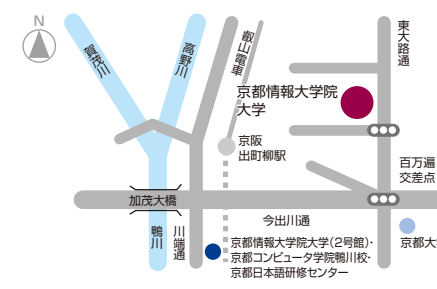 N
賀茂川
高野川
叡山電車
東大路通
京都情報大学院
大学
京阪
出町柳駅
百万遍
交差点
加茂大橋
今出川通
鴨川
川端通
京都情報大学院大学(2号館)・
京都コンピュータ学院鴨川校・
京都日本語研修センター
京都大